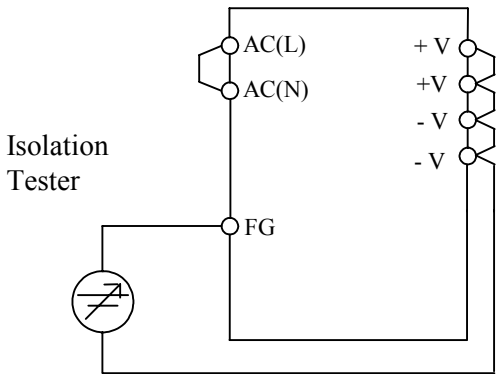 AC(L)
AC(N)
+ V
+V
- V
- V
Isolation
Tester
FG